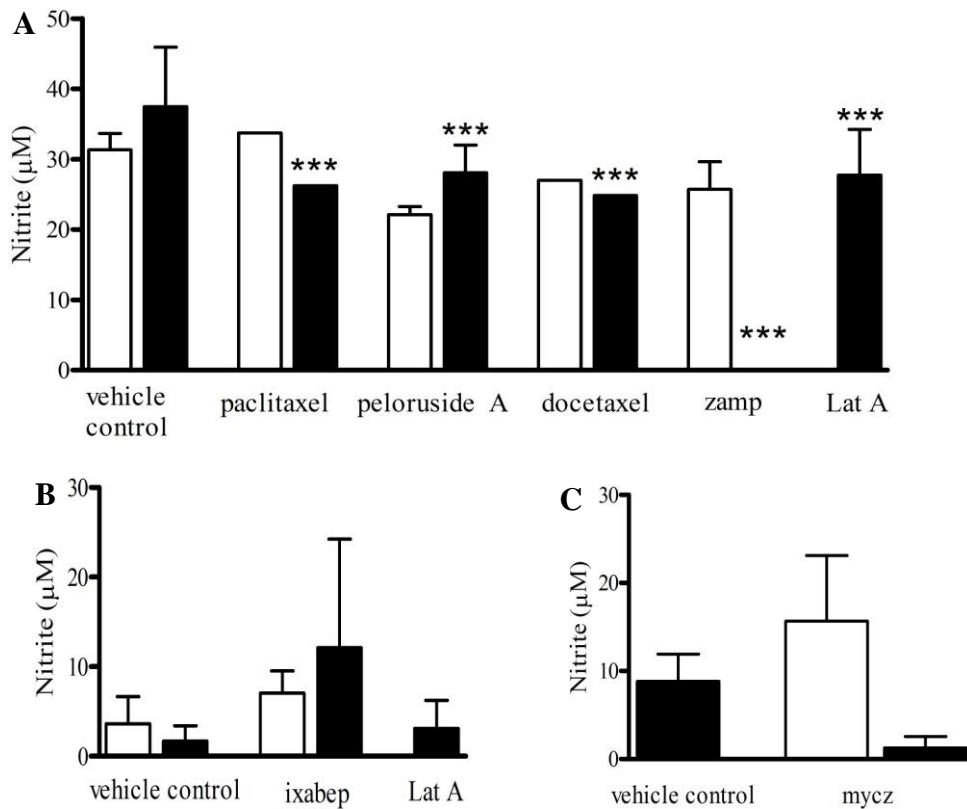 A
Nitrite (µM)
50
40
30
20
10
0
***
***
***
***
***
vehicle
control
paclitaxel
peloruside A
docetaxel
zamp
Lat A
B
Nitrite (µM)
30
20
10
0
vehicle control
ixabep
Lat A
C
Nitrite (µM)
30
20
10
0
vehicle control
mycz